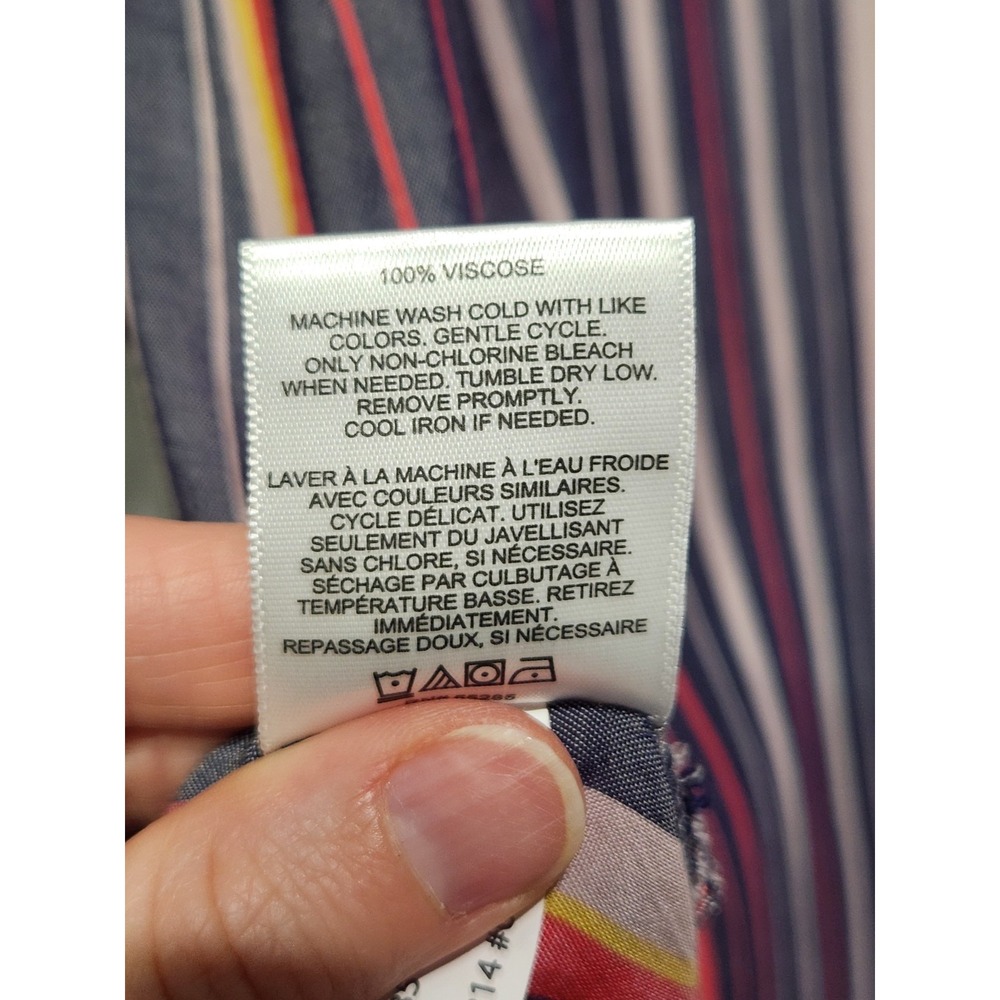 100% VISCOSE
MACHINE WASH COLD WITH LIKE
COLORS. GENTLE CYCLE.
ONLY NON-CHLORINE BLEACH
WHEN NEEDED. TUMBLE DRY LOW.
REMOVE PROMPTLY.
COOL IRON IF NEEDED.
LAVER À LA MACHINE À L'EAU FROIDE
AVEC COULEURS SIMILAIRES.
CYCLE DÉLICAT. UTILISEZ
SEULEMENT DU JAVELLISANT
SANS CHLORE, SI NÉCESSAIRE.
SÉCHAGE PAR CULBUTAGE À
TEMPÉRATURE BASSE. RETIREZ
IMMÉDIATEMENT.
REPASSAGE DOUX, SI NÉCESSAIRE